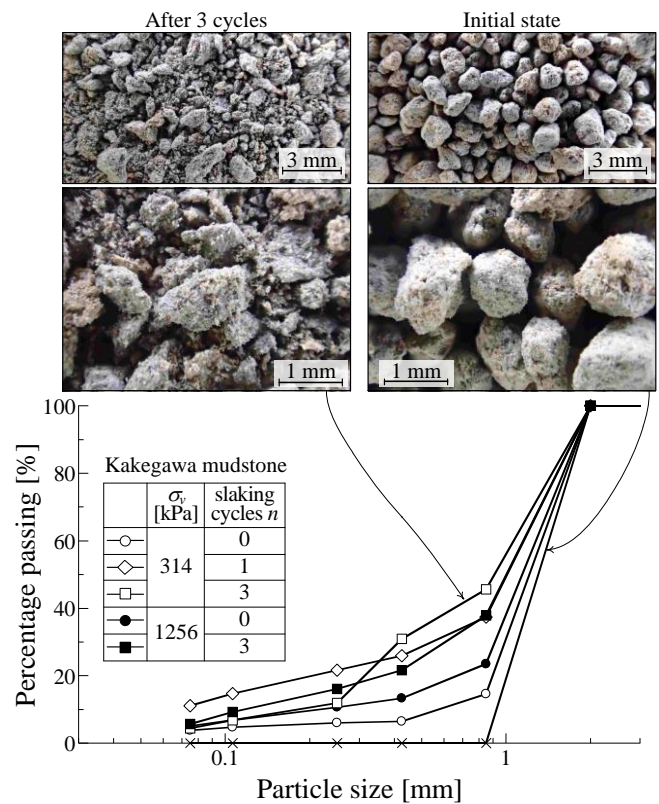 After 3 cycles
Initial state
3 mm
3 mm
1 mm
1 mm
Percentage passing [%]
100
80
60
40
20
0
Kakegawa mudstone
σv [kPa]
slaking cycles n
314
0
1
3
1256
0
3
0.1
1
Particle size [mm]